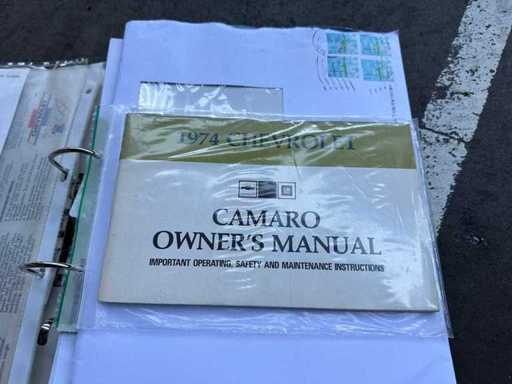 1974 CHEVROLET
CAMARO
OWNER'S MANUAL
IMPORTANT OPERATING, SAFETY AND MAINTENANCE INSTRUCTIONS